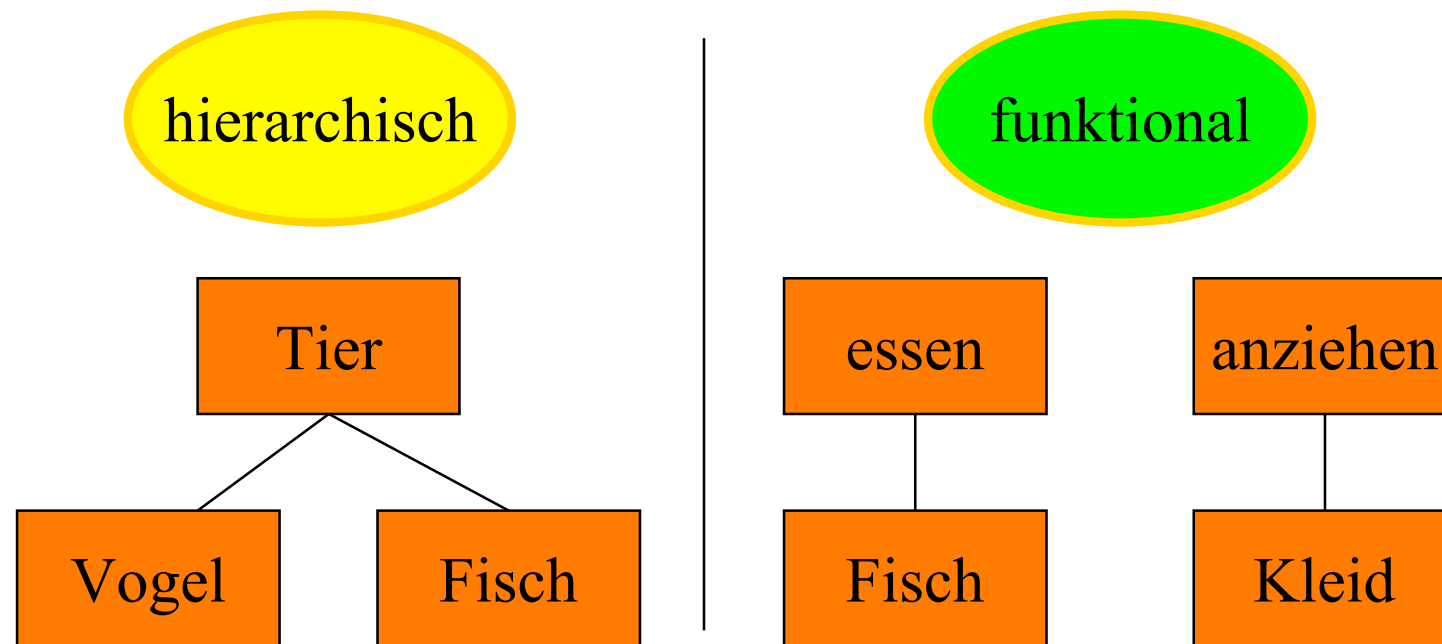 hierarchisch
Tier
Vogel
Fisch
funktional
essen
anziehen
Fisch
Kleid